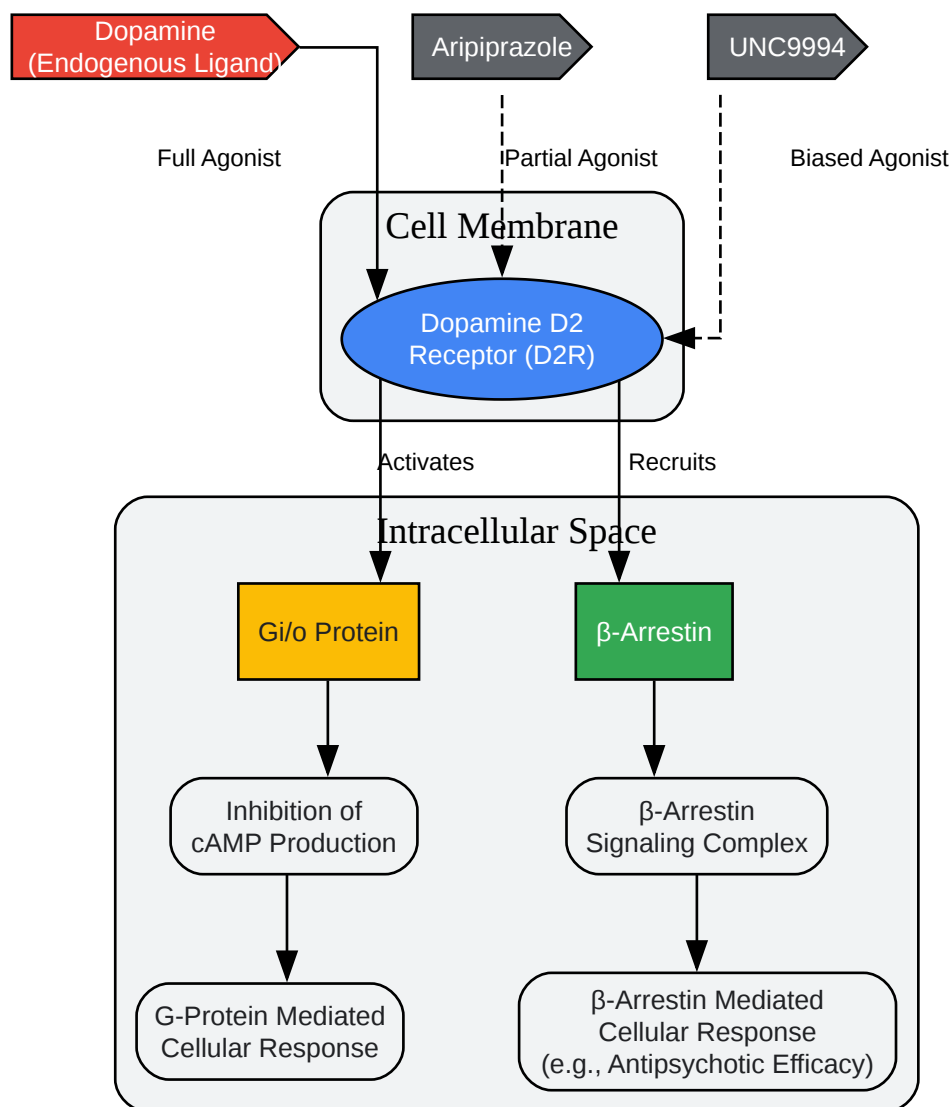 Dopamine
(Endogenous Ligand)
Aripiprazole
UNC9994
Full Agonist
Partial Agonist
Biased Agonist
Cell Membrane
Dopamine D2
Receptor (D2R)
Activates
Recruits
Intracellular Space
Gi/o Protein
β-Arrestin
Inhibition of
cAMP Production
β-Arrestin
Signaling Complex
G-Protein Mediated
Cellular Response
β-Arrestin Mediated
Cellular Response
(e.g., Antipsychotic Efficacy)